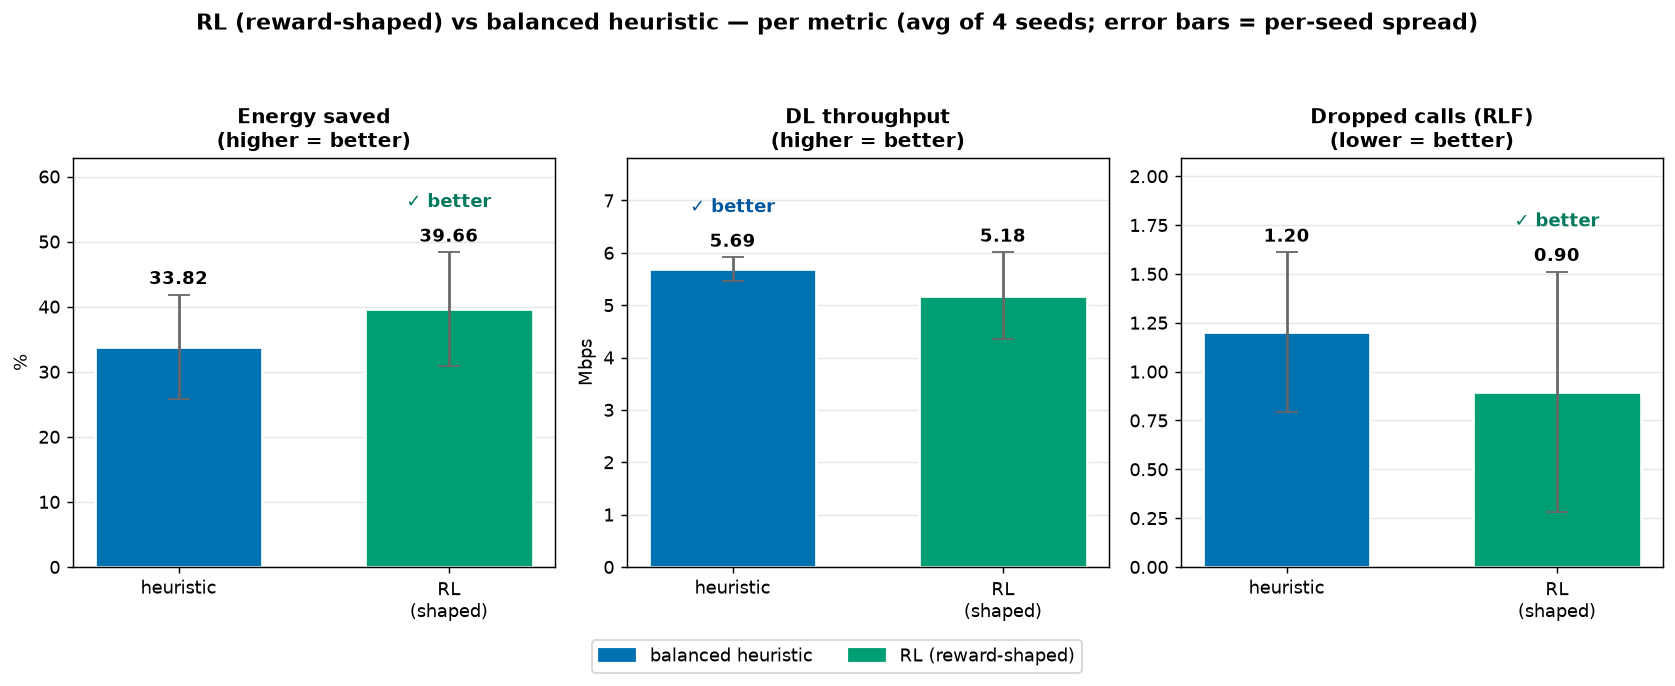 RL (reward-shaped) vs balanced heuristic — per metric (avg of 4 seeds; error bars = per-seed spread)
Energy saved
(higher = better)
60
50
40
30
20
10
0
%
✓ better
33.82
39.66
heuristic
RL
(shaped)
DL throughput
(higher = better)
7
6
5
4
3
2
1
0
Mbps
✓ better
5.69
5.18
heuristic
RL
(shaped)
Dropped calls (RLF)
(lower = better)
2.00
1.75
1.50
1.25
1.00
0.75
0.50
0.25
0.00
✓ better
1.20
0.90
heuristic
RL
(shaped)
balanced heuristic
RL (reward-shaped)